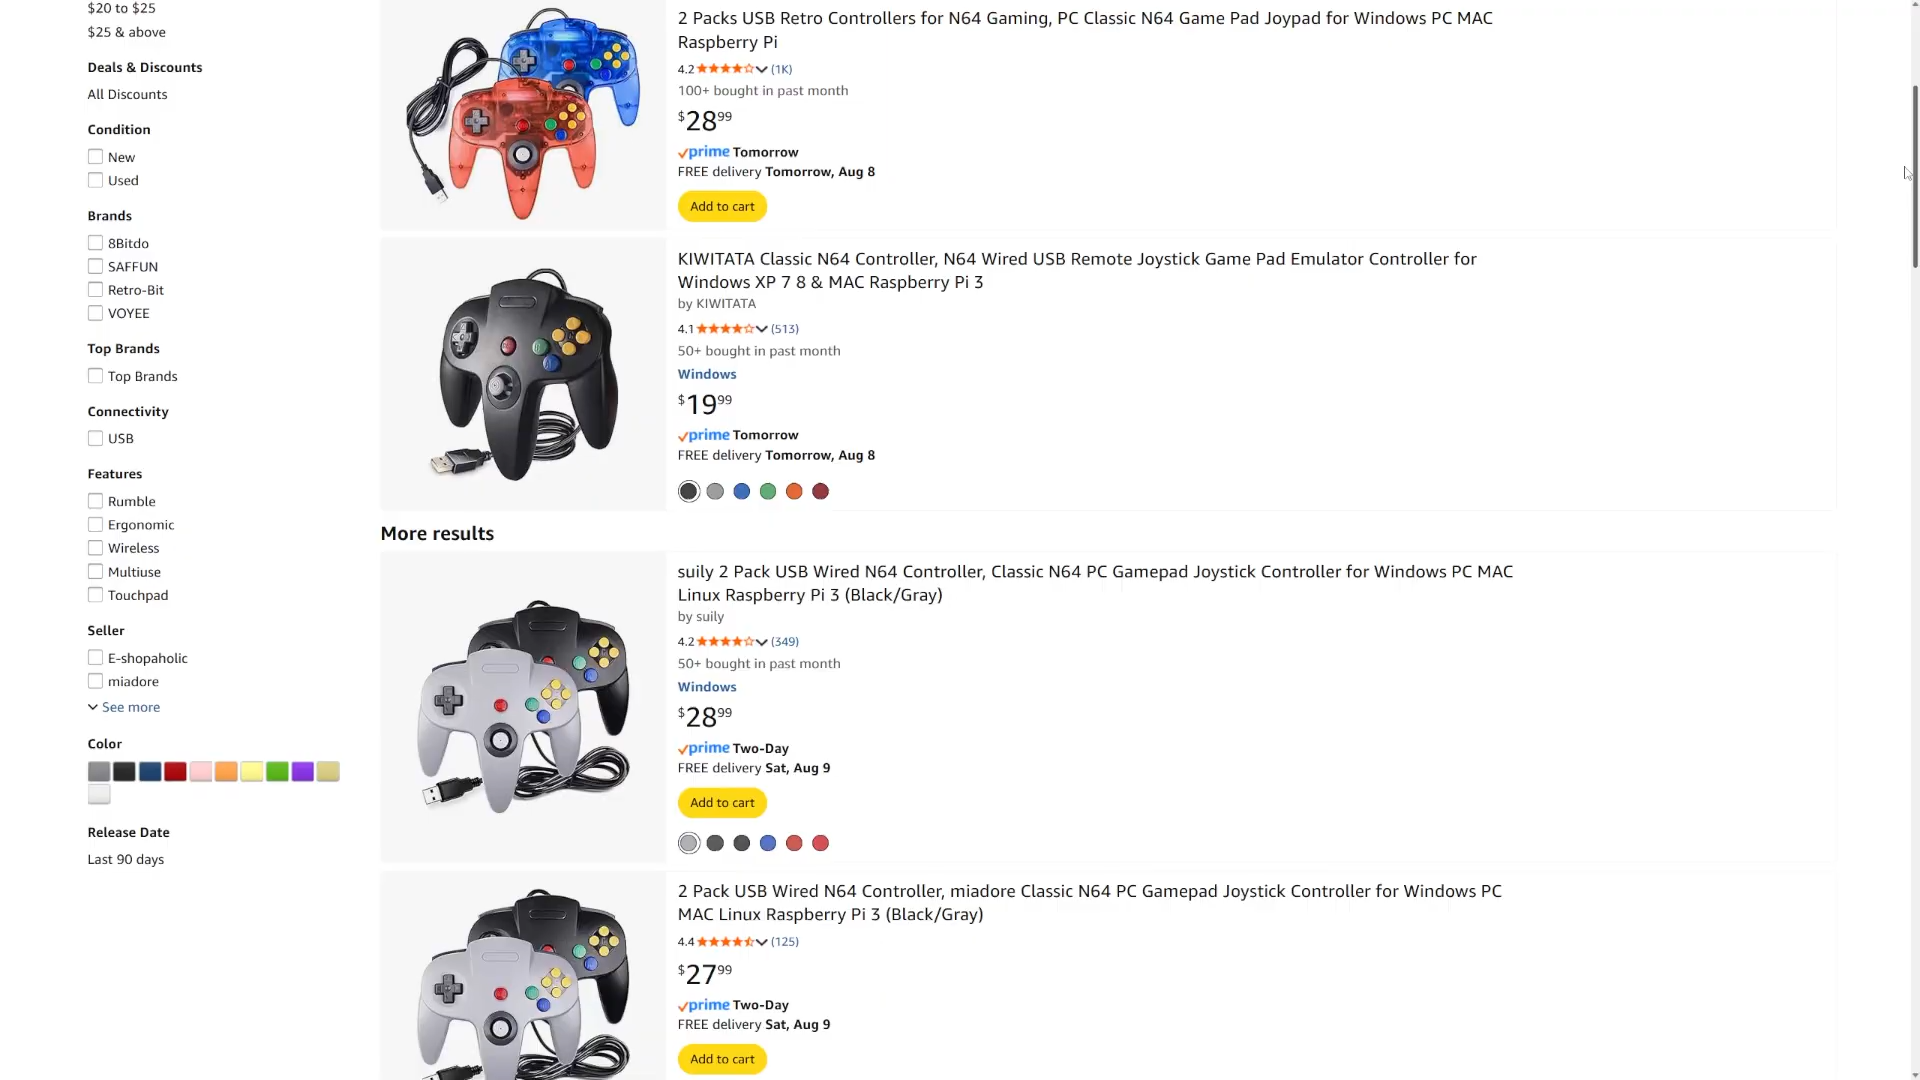 $20 to $25
$25 & above
Deals & Discounts
All Discounts
Condition
New
Used
Brands
8Bitdo
SAFFUN
Retro-Bit
VOYEE
Top Brands
Top Brands
Connectivity
USB
Features
Rumble
Ergonomic
Wireless
Multiuse
Touchpad
Seller
E-shopaholic
miadore
See more
Color
Release Date
Last 90 days
2 Packs USB Retro Controllers for N64 Gaming, PC Classic N64 Game Pad Joypad for Windows PC MAC
Raspberry Pi
4.2 (1K)
100+ bought in past month
$2899
prime Tomorrow
FREE delivery Tomorrow, Aug 8
Add to cart
KIWITATA Classic N64 Controller, N64 Wired USB Remote Joystick Game Pad Emulator Controller for
Windows XP 7 8 & MAC Raspberry Pi 3
by KIWITATA
4.1 (513)
50+ bought in past month
Windows
$1999
prime Tomorrow
FREE delivery Tomorrow, Aug 8
More results
suily 2 Pack USB Wired N64 Controller, Classic N64 PC Gamepad Joystick Controller for Windows PC MAC
Linux Raspberry Pi 3 (Black/Gray)
by suily
4.2 (349)
50+ bought in past month
Windows
$2899
prime Two-Day
FREE delivery Sat, Aug 9
Add to cart
2 Pack USB Wired N64 Controller, miadore Classic N64 PC Gamepad Joystick Controller for Windows PC
MAC Linux Raspberry Pi 3 (Black/Gray)
4.4 (125)
$2799
prime Two-Day
FREE delivery Sat, Aug 9
Add to cart